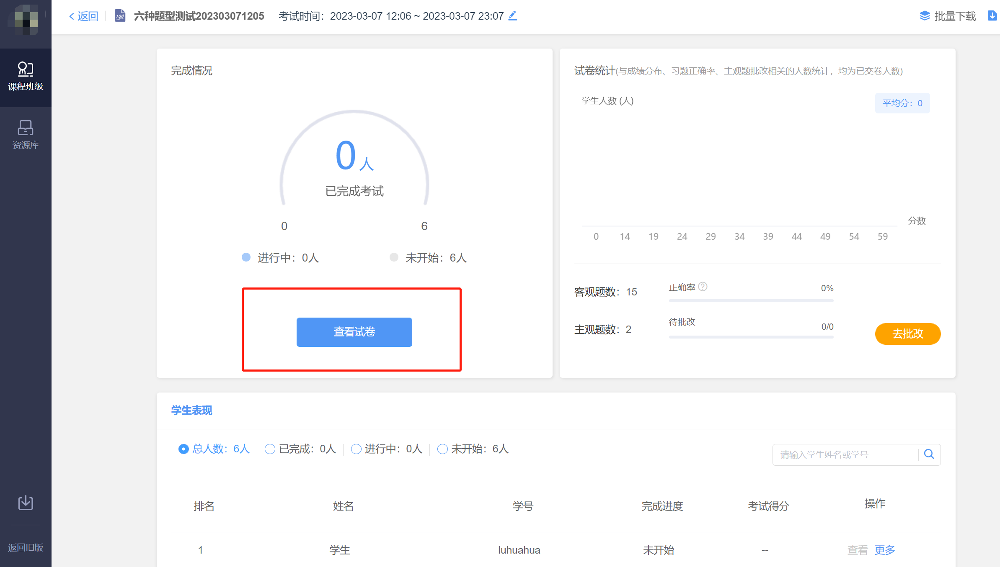 返回
六种题型测试202303071205
考试时间：2023-03-07 12:06 ~ 2023-03-07 23:07
批量下载
课程班级
资源库
返回旧版
完成情况
0人
已完成考试
0 6
进行中：0人 未开始：6人
查看试卷
试卷统计(与成绩分布、习题正确率、主观题批改相关的人数统计，均为已交卷人数)
学生人数 (人)
平均分：0
分数
0 14 19 24 29 34 39 44 49 54 59
客观题数：15 正确率 ? 0%
主观题数：2 待批改 0/0
去批改
学生表现
总人数：6人 已完成：0人 进行中：0人 未开始：6人
请输入学生姓名或学号
排名 姓名 学号 完成进度 考试得分 操作
1 学生 luhuahua 未开始 -- 查看 更多
100